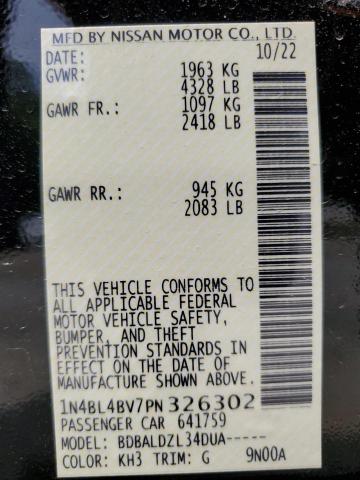 MFD BY NISSAN MOTOR CO., LTD.
DATE: 10/22
GVWR: 1963 KG
4328 LB
GAWR FR.: 1097 KG
2418 LB
GAWR RR.: 945 KG
2083 LB
THIS VEHICLE CONFORMS TO
ALL APPLICABLE FEDERAL
MOTOR VEHICLE SAFETY,
BUMPER, AND THEFT
PREVENTION STANDARDS IN
EFFECT ON THE DATE OF
MANUFACTURE SHOWN ABOVE.
1N4BL4BV7PN326302
PASSENGER CAR 641759
MODEL: BDBALDZL34DUA-----
COLOR: KH3 TRIM: G 9N00A